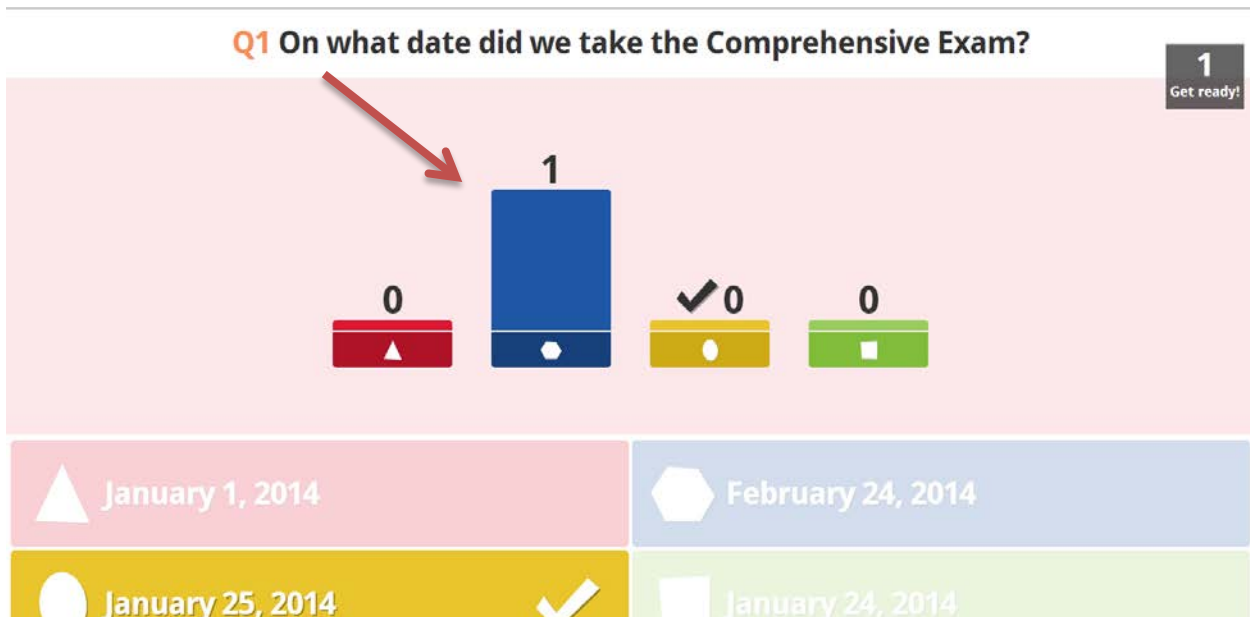 Q1 On what date did we take the Comprehensive Exam?
1
Get ready!
1
0
0
0
January 1, 2014
February 24, 2014
January 25, 2014
January 24, 2014